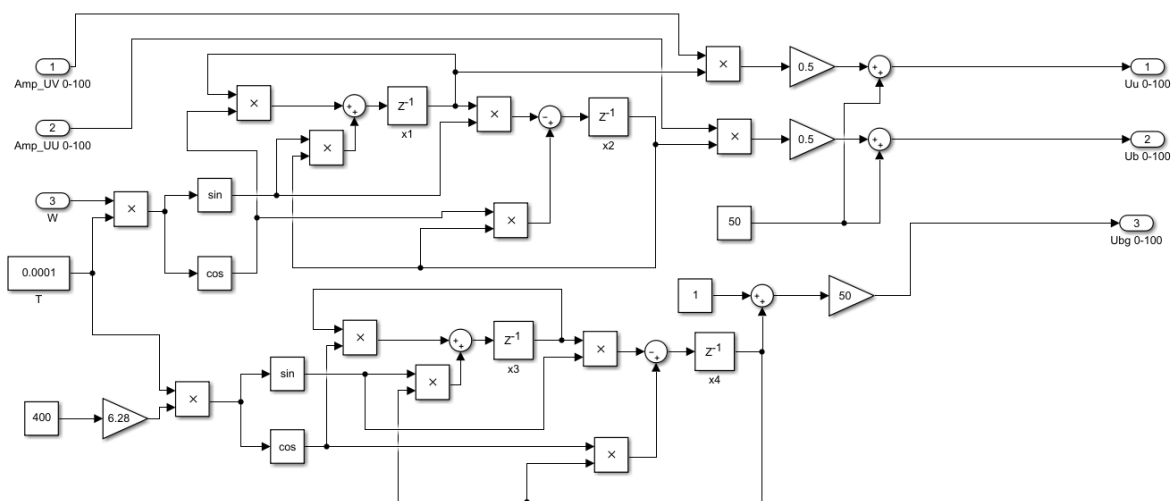 1
Amp_UV 0-100
2
Amp_UU 0-100
3
W
0.0001
T
400
6.28
×
×
sin
cos
sin
cos
×
×
+
+
z-1
x1
×
×
-
+
z-1
x2
×
×
+
+
z-1
x3
×
×
-
+
z-1
x4
×
0.5
+
+
1
Uu 0-100
×
0.5
+
+
2
Ub 0-100
50
3
Ubg 0-100
1
+
+
50